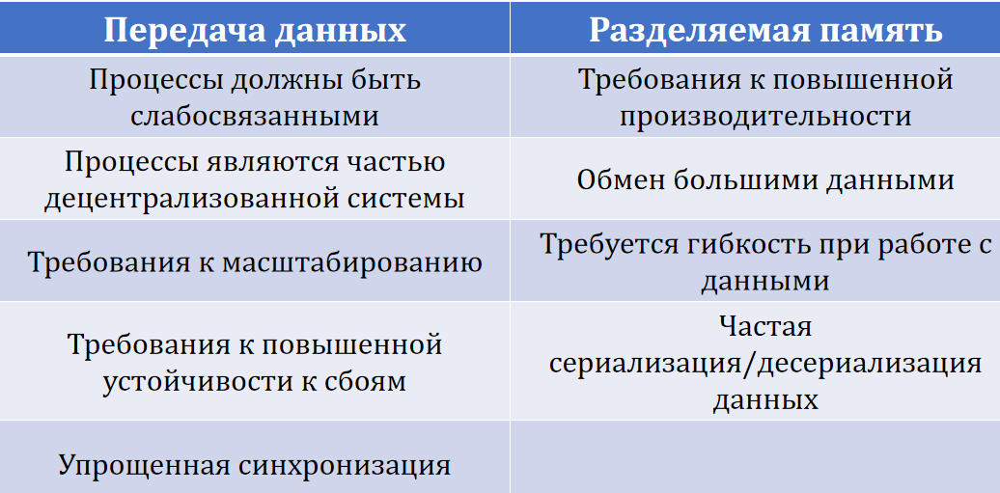 Передача данных
Разделяемая память
Процессы должны быть
слабосвязанными
Требования к повышенной
производительности
Процессы являются частью
децентрализованной системы
Обмен большими данными
Требования к масштабированию
Требуется гибкость при работе с
данными
Требования к повышенной
устойчивости к сбоям
Частая
сериализация/десериализация
данных
Упрощенная синхронизация